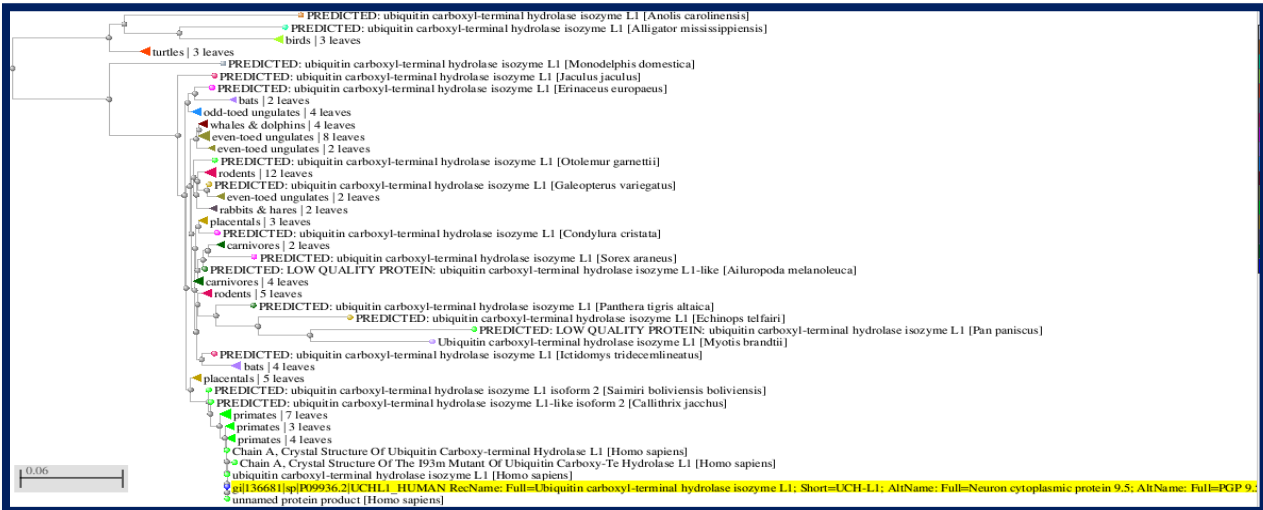 PREDICTED: ubiquitin carboxyl-terminal hydrolase isozyme L1 [Anolis carolinensis]
PREDICTED: ubiquitin carboxyl-terminal hydrolase isozyme L1 [Alligator mississippiensis]
birds | 3 leaves
turtles | 3 leaves
PREDICTED: ubiquitin carboxyl-terminal hydrolase isozyme L1 [Monodelphis domestica]
PREDICTED: ubiquitin carboxyl-terminal hydrolase isozyme L1 [Jaculus jaculus]
PREDICTED: ubiquitin carboxyl-terminal hydrolase isozyme L1 [Erinaceus europaeus]
bats | 2 leaves
odd-toed ungulates | 4 leaves
whales & dolphins | 4 leaves
even-toed ungulates | 8 leaves
even-toed ungulates | 2 leaves
PREDICTED: ubiquitin carboxyl-terminal hydrolase isozyme L1 [Otolemur garnettii]
rodents | 12 leaves
PREDICTED: ubiquitin carboxyl-terminal hydrolase isozyme L1 [Galeopterus variegatus]
even-toed ungulates | 2 leaves
rabbits & hares | 2 leaves
placentals | 3 leaves
PREDICTED: ubiquitin carboxyl-terminal hydrolase isozyme L1 [Condylura cristata]
carnivores | 2 leaves
PREDICTED: ubiquitin carboxyl-terminal hydrolase isozyme L1 [Sorex araneus]
PREDICTED: LOW QUALITY PROTEIN: ubiquitin carboxyl-terminal hydrolase isozyme L1-like [Ailuropoda melanoleuca]
carnivores | 4 leaves
rodents | 5 leaves
PREDICTED: ubiquitin carboxyl-terminal hydrolase isozyme L1 [Panthera tigris altaica]
PREDICTED: ubiquitin carboxyl-terminal hydrolase isozyme L1 [Echinops telfairi]
PREDICTED: LOW QUALITY PROTEIN: ubiquitin carboxyl-terminal hydrolase isozyme L1 [Pan paniscus]
Ubiquitin carboxyl-terminal hydrolase isozyme L1 [Myotis brandtii]
PREDICTED: ubiquitin carboxyl-terminal hydrolase isozyme L1 [Ictidomys tridecemlineatus]
bats | 4 leaves
placentals | 5 leaves
PREDICTED: ubiquitin carboxyl-terminal hydrolase isozyme L1 isoform 2 [Saimiri boliviensis boliviensis]
PREDICTED: ubiquitin carboxyl-terminal hydrolase isozyme L1-like isoform 2 [Callithrix jacchus]
primates | 7 leaves
primates | 3 leaves
primates | 4 leaves
Chain A, Crystal Structure Of Ubiquitin Carboxy-terminal Hydrolase L1 [Homo sapiens]
Chain A, Crystal Structure Of The I93m Mutant Of Ubiquitin Carboxy-Te Hydrolase L1 [Homo sapiens]
ubiquitin carboxyl-terminal hydrolase isozyme L1 [Homo sapiens]
gi|136681|sp|P09936.2|UCHL1_HUMAN RecName: Full=Ubiquitin carboxyl-terminal hydrolase isozyme L1; Short=UCH-L1; AltName: Full=Neuron cytoplasmic protein 9.5; AltName: Full=PGP 9.
unnamed protein product [Homo sapiens]
0.06